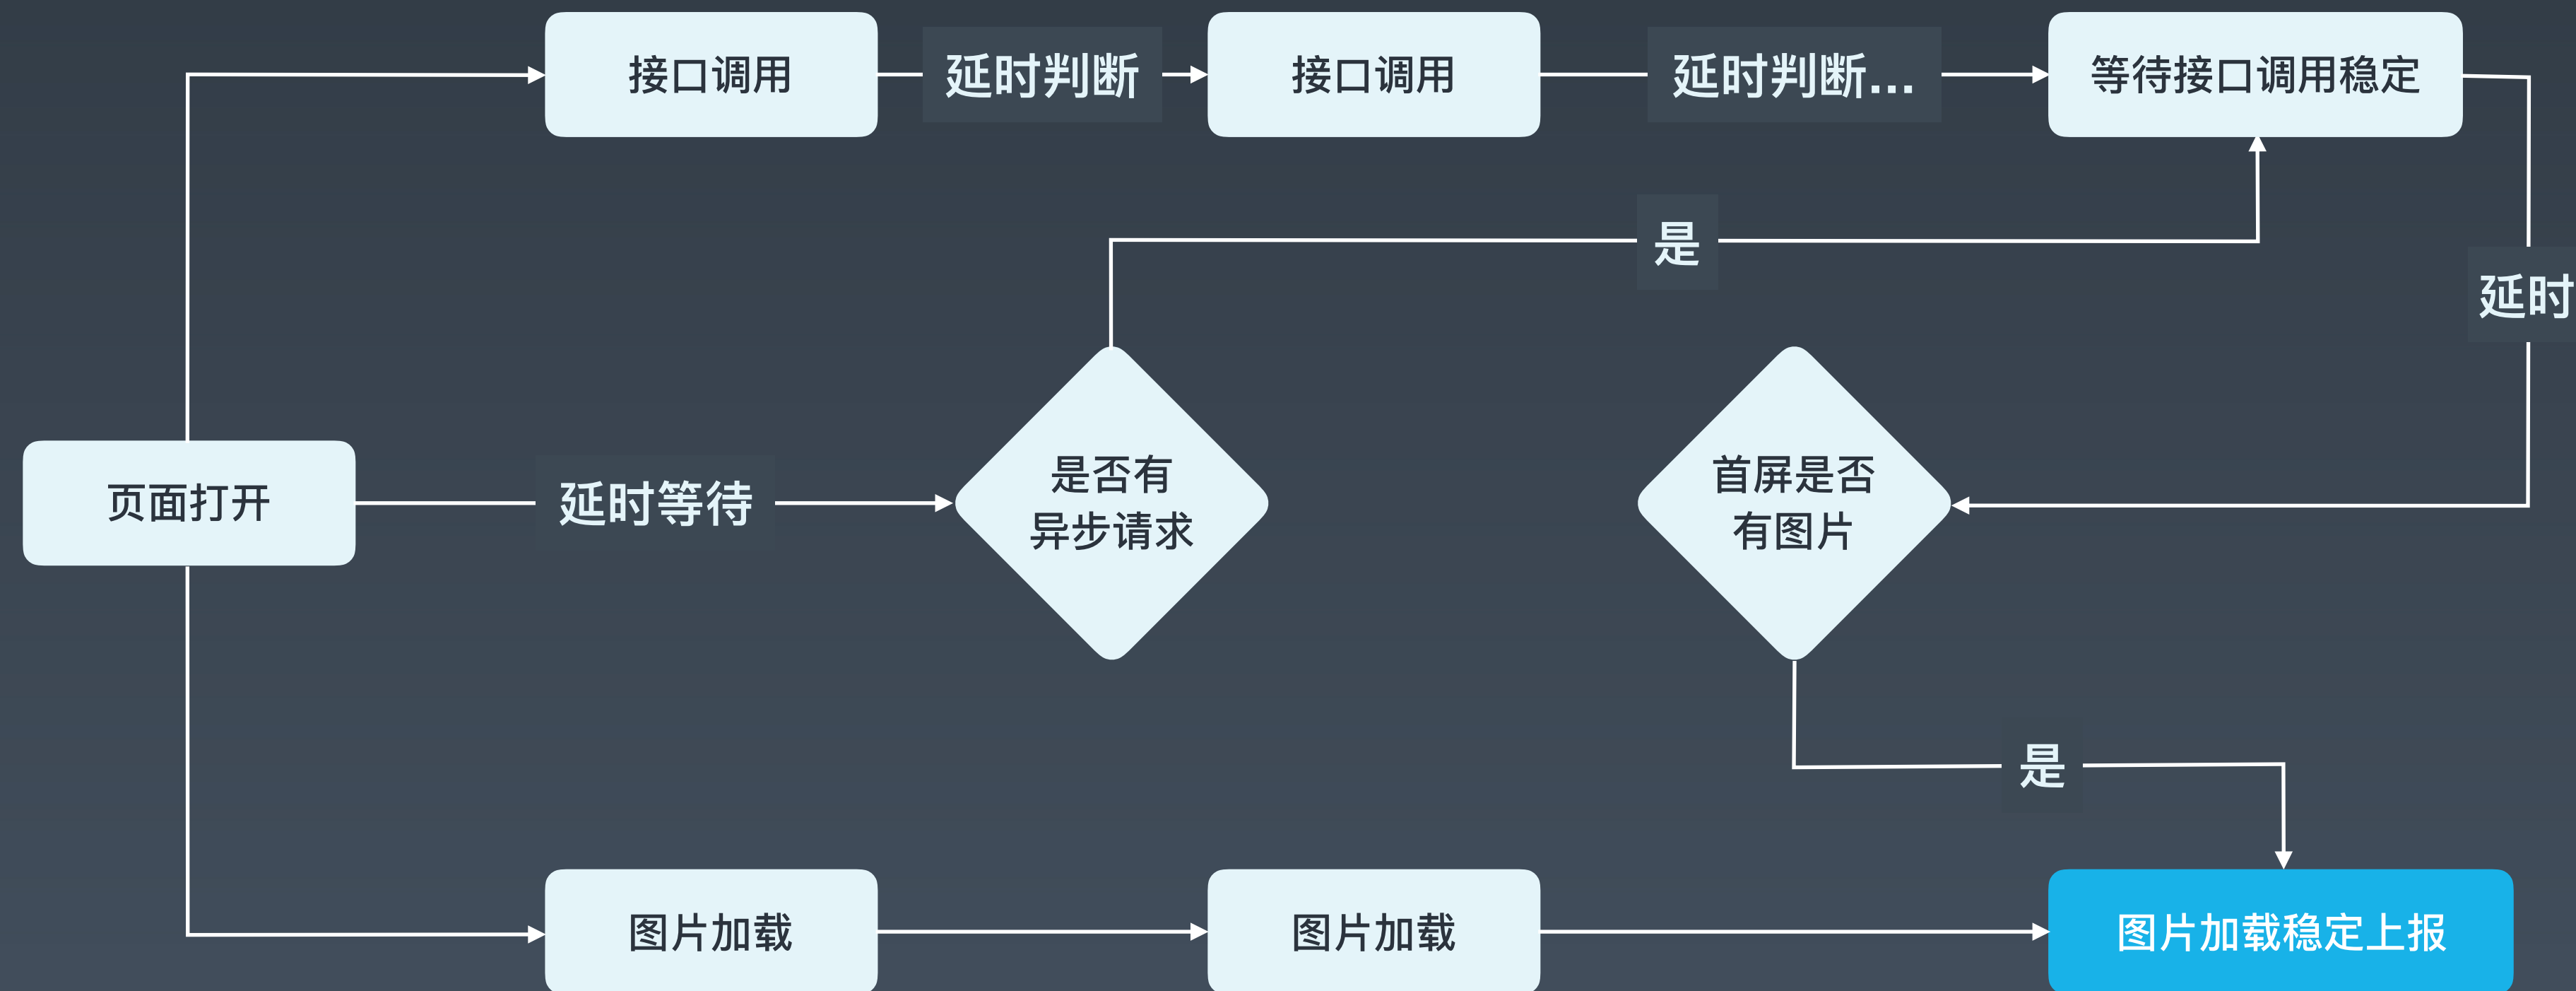 接口调用
延时判断
接口调用
延时判断...
等待接口调用稳定
是
延时
页面打开
延时等待
是否有
异步请求
首屏是否
有图片
是
图片加载
图片加载
图片加载稳定上报